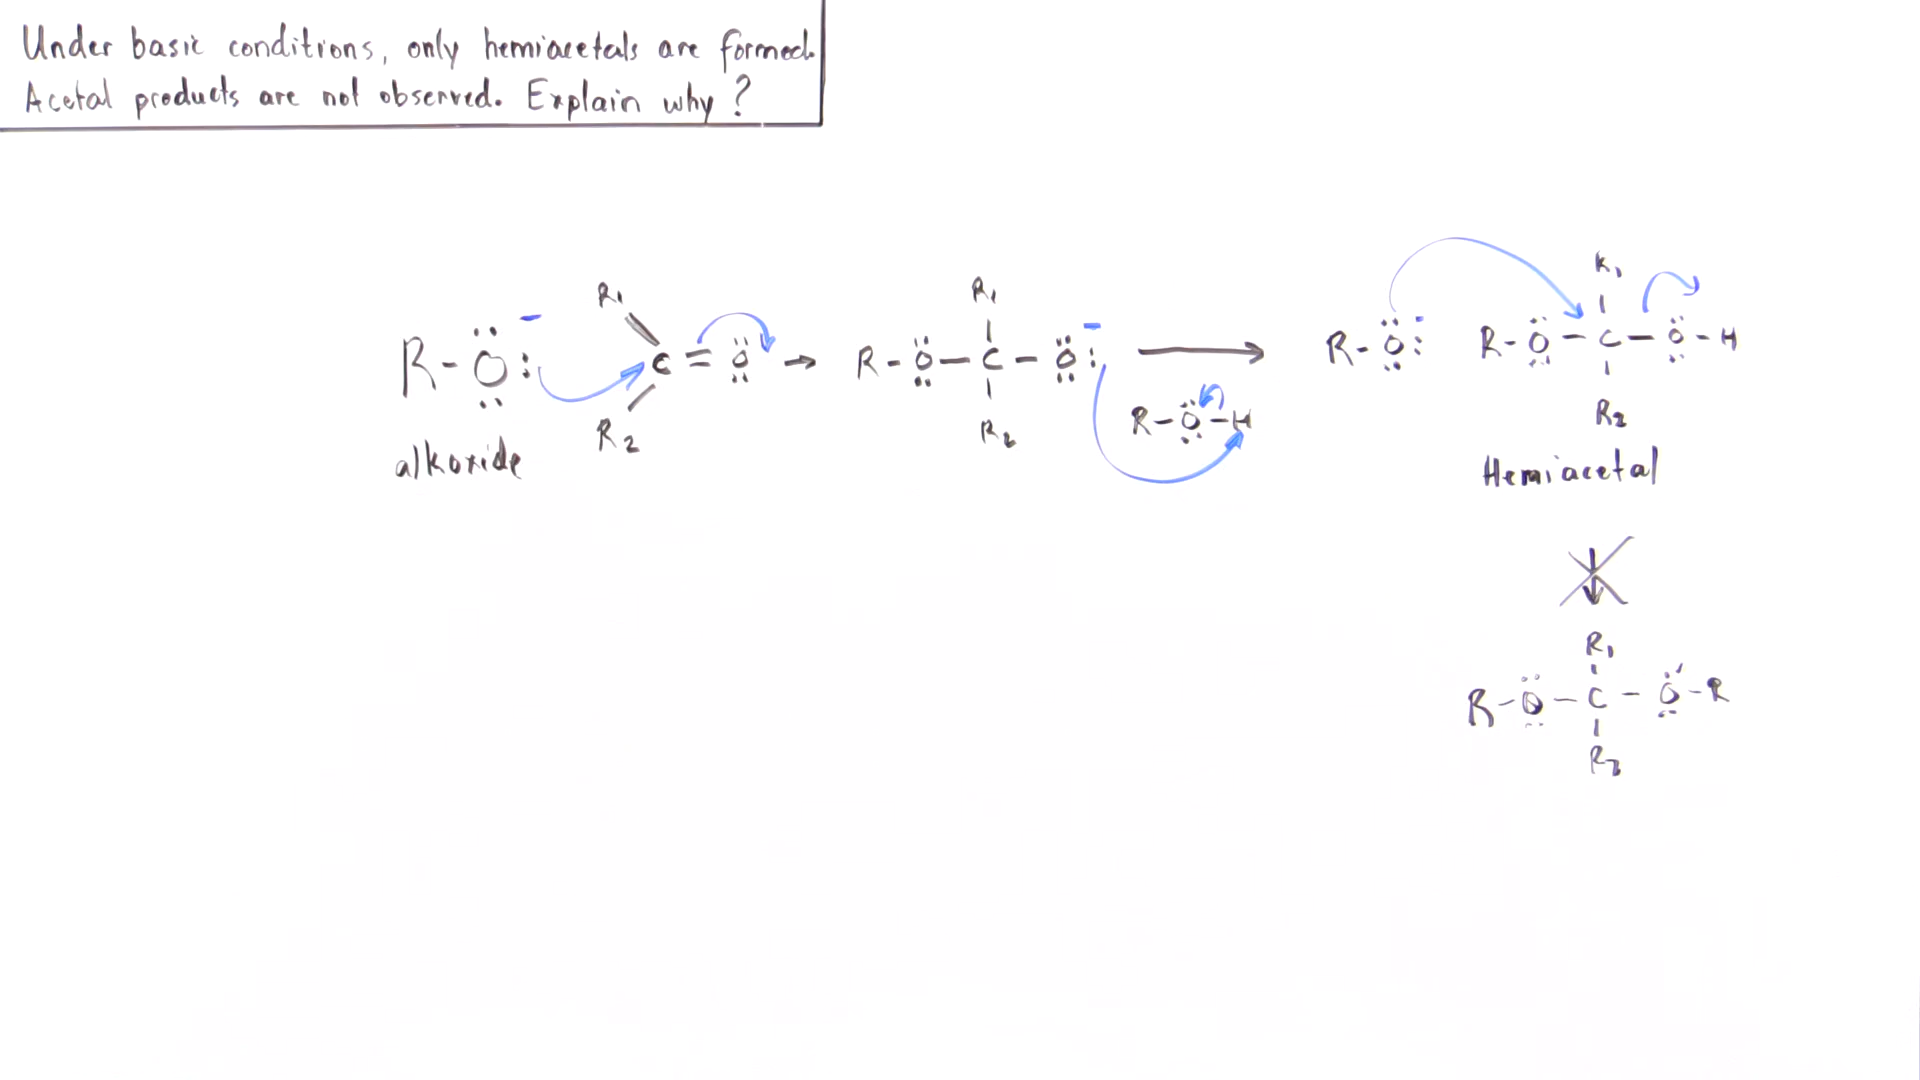 Under basic conditions, only hemiacetals are formed.
Acetal products are not observed. Explain why?
R-O: - R1 R2 C=O → R-O-C-O: - R1 R2 → R-O-H R-O: - R-O-C-O-H R1 R2
alkoxide
Hemiacetal
R1
R-O-C-O-R
R2